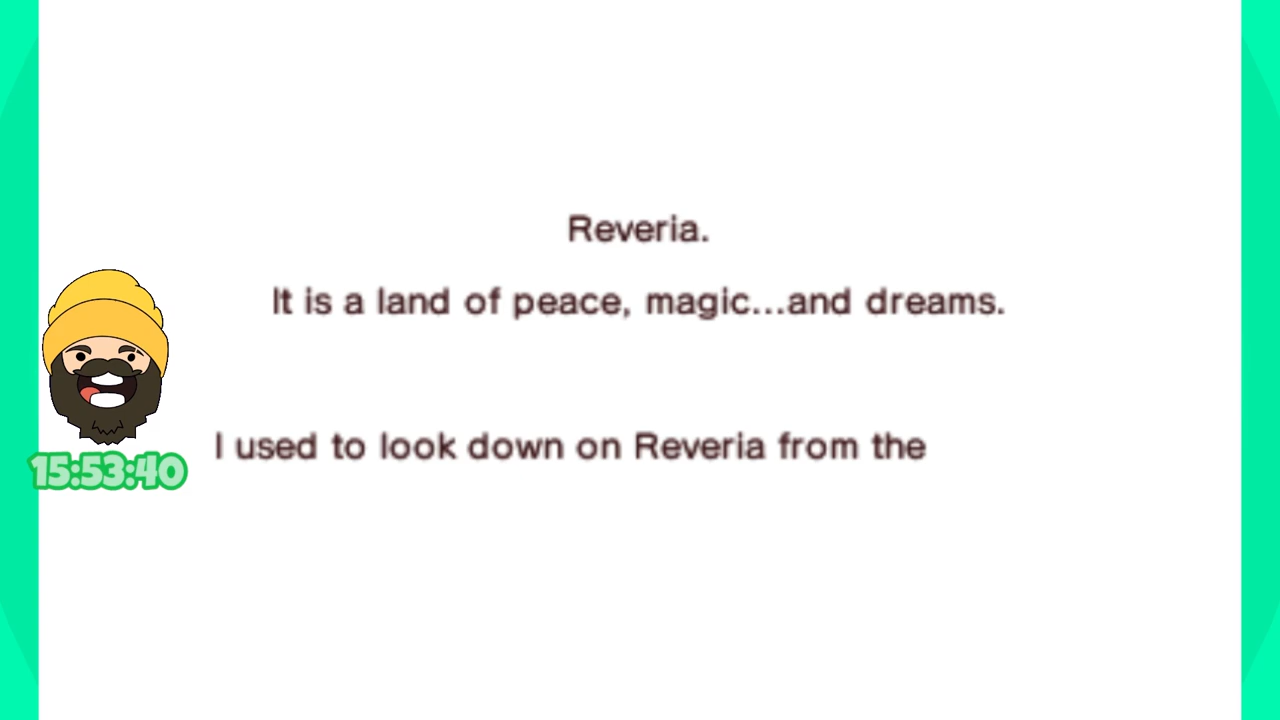 Reveria.
It is a land of peace, magic...and dreams.
I used to look down on Reveria from the
15:53:40